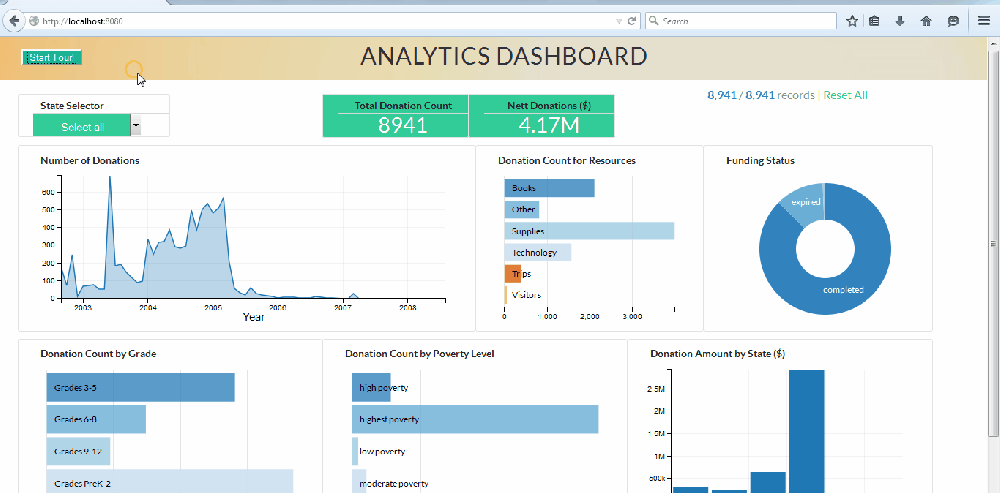 http://localhost:8080
Search
Start Tour
ANALYTICS DASHBOARD
8,941 / 8,941 records | Reset All
State Selector
Select all
Total Donation Count
8941
Nett Donations ($)
4.17M
Number of Donations
600
500
400
300
200
100
0
2003 2004 2005 2006 2007 2008
Year
Donation Count for Resources
Books
Other
Supplies
Technology
Trips
Visitors
0 1,000 2,000 3,000
Funding Status
expired
completed
Donation Count by Grade
Grades 3-5
Grades 6-8
Grades 9-12
Grades PreK-2
Donation Count by Poverty Level
high poverty
highest poverty
low poverty
moderate poverty
Donation Amount by State ($)
2.5M
2M
1.5M
1M
500k